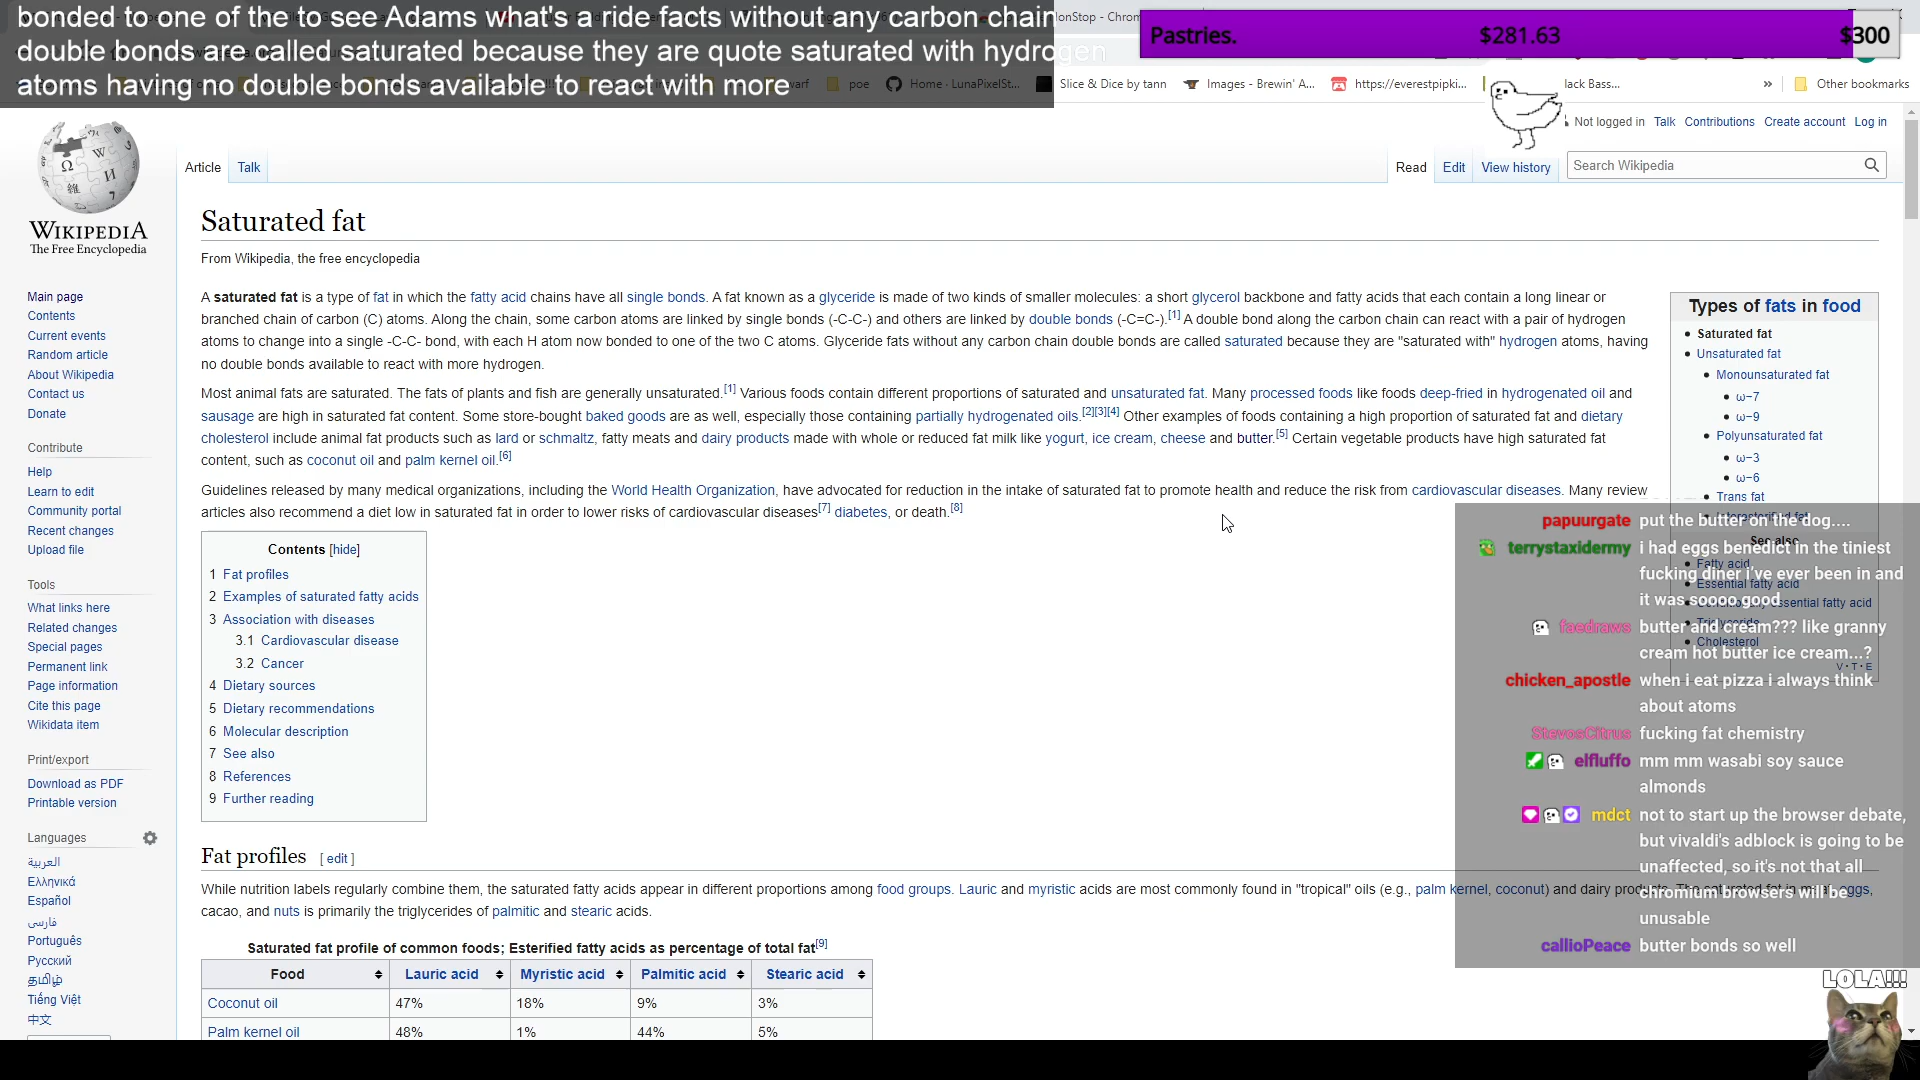 bonded to one of the to see Adams what's a ride facts without any carbon chain
double bonds are called saturated because they are quote saturated with hydrogen
atoms having no double bonds available to react with more
Pastries. $281.63 $300
poe
Home · LunaPixelSt...
Slice & Dice by tann
Images - Brewin' A...
https://everestpipki...
lack Bass...
»
Other bookmarks
Not logged in Talk Contributions Create account Log in
Article Talk
Read Edit View history
Search Wikipedia
WIKIPEDIA
The Free Encyclopedia
Main page
Contents
Current events
Random article
About Wikipedia
Contact us
Donate
Contribute
Help
Learn to edit
Community portal
Recent changes
Upload file
Tools
What links here
Related changes
Special pages
Permanent link
Page information
Cite this page
Wikidata item
Print/export
Download as PDF
Printable version
Languages
العربية
Ελληνικά
Español
فارسی
Português
Русский
தமிழ்
Tiếng Việt
中文
Saturated fat
From Wikipedia, the free encyclopedia
A saturated fat is a type of fat in which the fatty acid chains have all single bonds. A fat known as a glyceride is made of two kinds of smaller molecules: a short glycerol backbone and fatty acids that each contain a long linear or
branched chain of carbon (C) atoms. Along the chain, some carbon atoms are linked by single bonds (-C-C-) and others are linked by double bonds (-C=C-).[1] A double bond along the carbon chain can react with a pair of hydrogen
atoms to change into a single -C-C- bond, with each H atom now bonded to one of the two C atoms. Glyceride fats without any carbon chain double bonds are called saturated because they are "saturated with" hydrogen atoms, having
no double bonds available to react with more hydrogen.
Most animal fats are saturated. The fats of plants and fish are generally unsaturated.[1] Various foods contain different proportions of saturated and unsaturated fat. Many processed foods like foods deep-fried in hydrogenated oil and
sausage are high in saturated fat content. Some store-bought baked goods are as well, especially those containing partially hydrogenated oils.[2][3][4] Other examples of foods containing a high proportion of saturated fat and dietary
cholesterol include animal fat products such as lard or schmaltz, fatty meats and dairy products made with whole or reduced fat milk like yogurt, ice cream, cheese and butter.[5] Certain vegetable products have high saturated fat
content, such as coconut oil and palm kernel oil.[6]
Guidelines released by many medical organizations, including the World Health Organization, have advocated for reduction in the intake of saturated fat to promote health and reduce the risk from cardiovascular diseases. Many review
articles also recommend a diet low in saturated fat in order to lower risks of cardiovascular diseases[7] diabetes, or death.[8]
Contents [hide]
1 Fat profiles
2 Examples of saturated fatty acids
3 Association with diseases
3.1 Cardiovascular disease
3.2 Cancer
4 Dietary sources
5 Dietary recommendations
6 Molecular description
7 See also
8 References
9 Further reading
Types of fats in food
Saturated fat
Unsaturated fat
Monounsaturated fat
ω−7
ω−9
Polyunsaturated fat
ω−3
ω−6
Trans fat
See also
Fatty acid
Essential fatty acid
essential fatty acid
Triglyceride
Cholesterol
V·T·E
Fat profiles [ edit ]
While nutrition labels regularly combine them, the saturated fatty acids appear in different proportions among food groups. Lauric and myristic acids are most commonly found in "tropical" oils (e.g., palm kernel, coconut) and dairy eggs,
cacao, and nuts is primarily the triglycerides of palmitic and stearic acids.
Saturated fat profile of common foods; Esterified fatty acids as percentage of total fat[9]
Food Lauric acid Myristic acid Palmitic acid Stearic acid
Coconut oil 47% 18% 9% 3%
Palm kernel oil 48% 1% 44% 5%
papuurgate put the butter on the dog....
terrystaxidermy i had eggs benedict in the tiniest
fucking diner i've ever been in and
it was soooo good
faedraws butter and cream??? like granny
cream hot butter ice cream...?
chicken_apostle when i eat pizza i always think
about atoms
StevosCitrus fucking fat chemistry
elfluffo mm mm wasabi soy sauce
almonds
mdct not to start up the browser debate,
but vivaldi's adblock is going to be
unaffected, so it's not that all
chromium browsers will be
unusable
callioPeace butter bonds so well
LOLA!!!